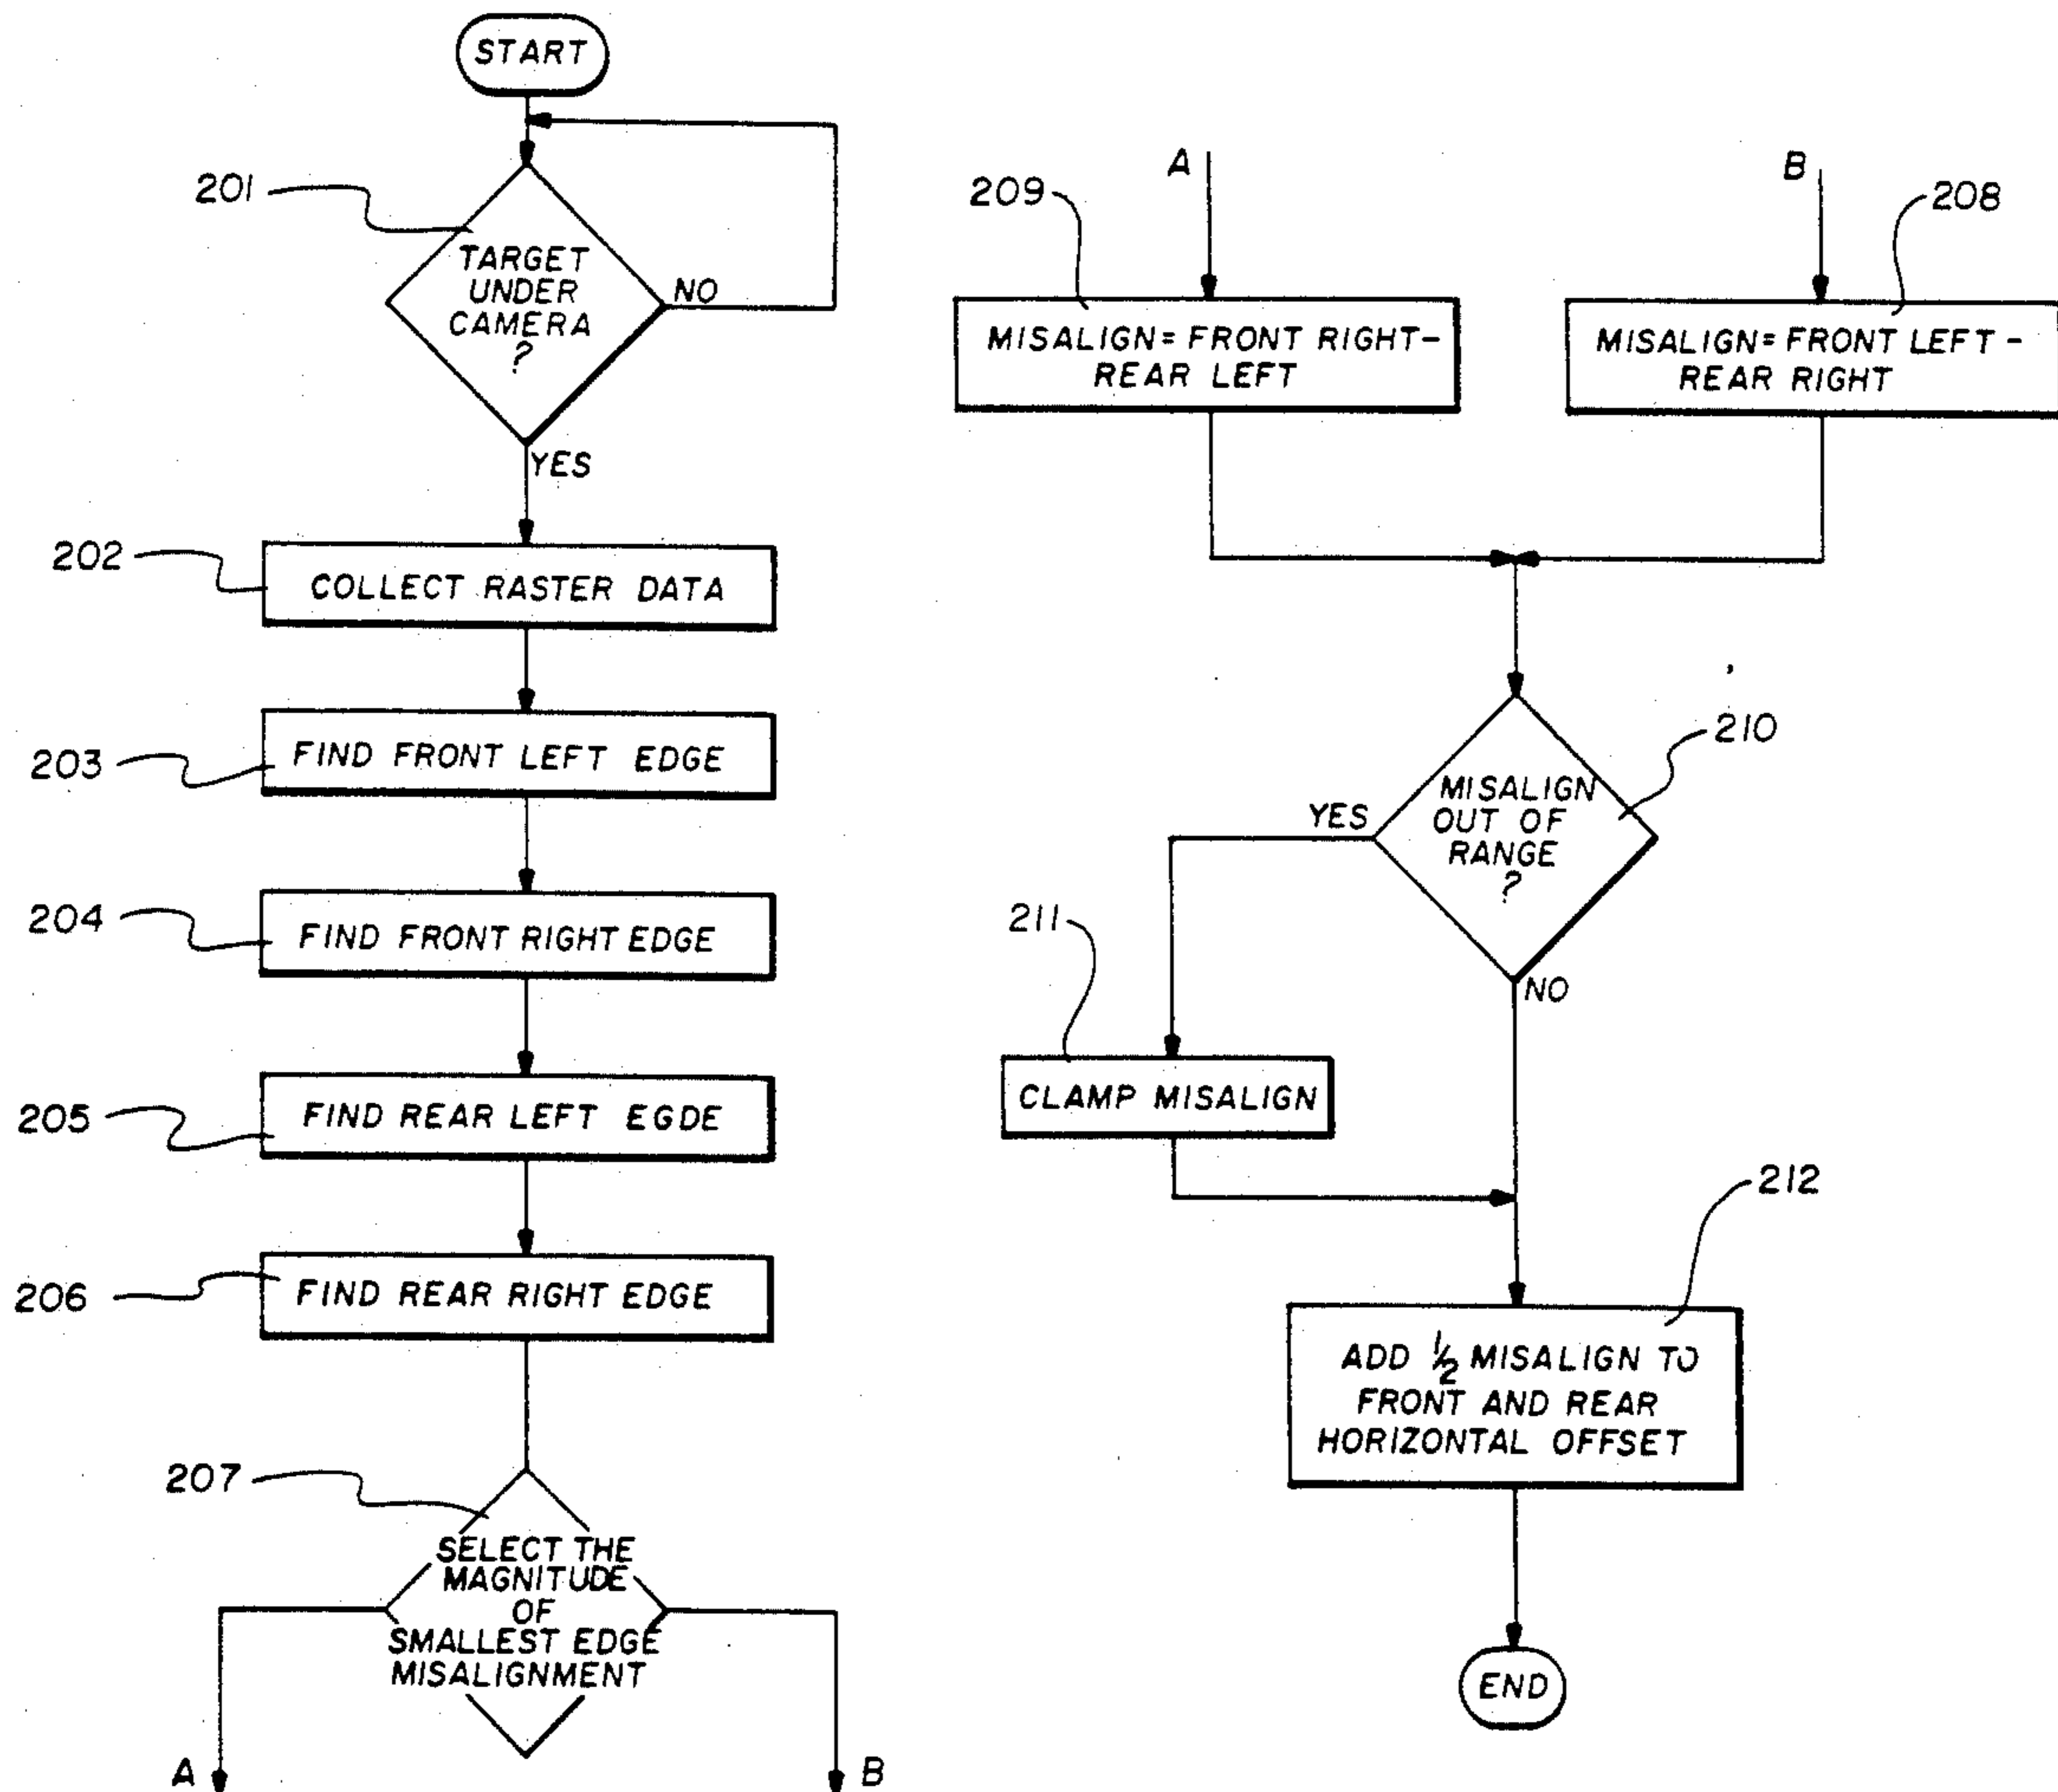 START
201
TARGET
UNDER
CAMERA
?
NO
YES
202
COLLECT RASTER DATA
203
FIND FRONT LEFT EDGE
204
FIND FRONT RIGHT EDGE
205
FIND REAR LEFT EGDE
206
FIND REAR RIGHT EDGE
207
SELECT THE
MAGNITUDE
OF
SMALLEST EDGE
MISALIGNMENT
A
B
A
B
209
208
MISALIGN = FRONT RIGHT -
REAR LEFT
MISALIGN = FRONT LEFT -
REAR RIGHT
210
MISALIGN
OUT OF
RANGE
?
YES
NO
211
CLAMP MISALIGN
212
ADD ½ MISALIGN TO
FRONT AND REAR
HORIZONTAL OFFSET
END